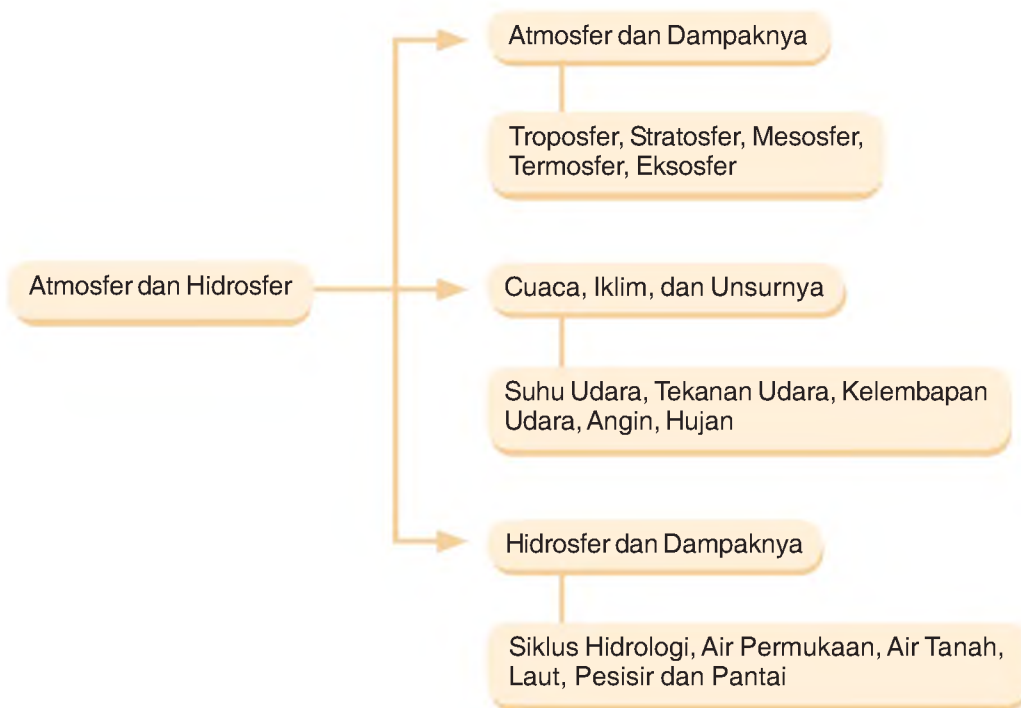 Atmosfer dan Dampaknya
Troposfer, Stratosfer, Mesosfer,
Termosfer, Eksosfer
Atmosfer dan Hidrosfer
Cuaca, Iklim, dan Unsurnya
Suhu Udara, Tekanan Udara, Kelembapan
Udara, Angin, Hujan
Hidrosfer dan Dampaknya
Siklus Hidrologi, Air Permukaan, Air Tanah,
Laut, Pesisir dan Pantai